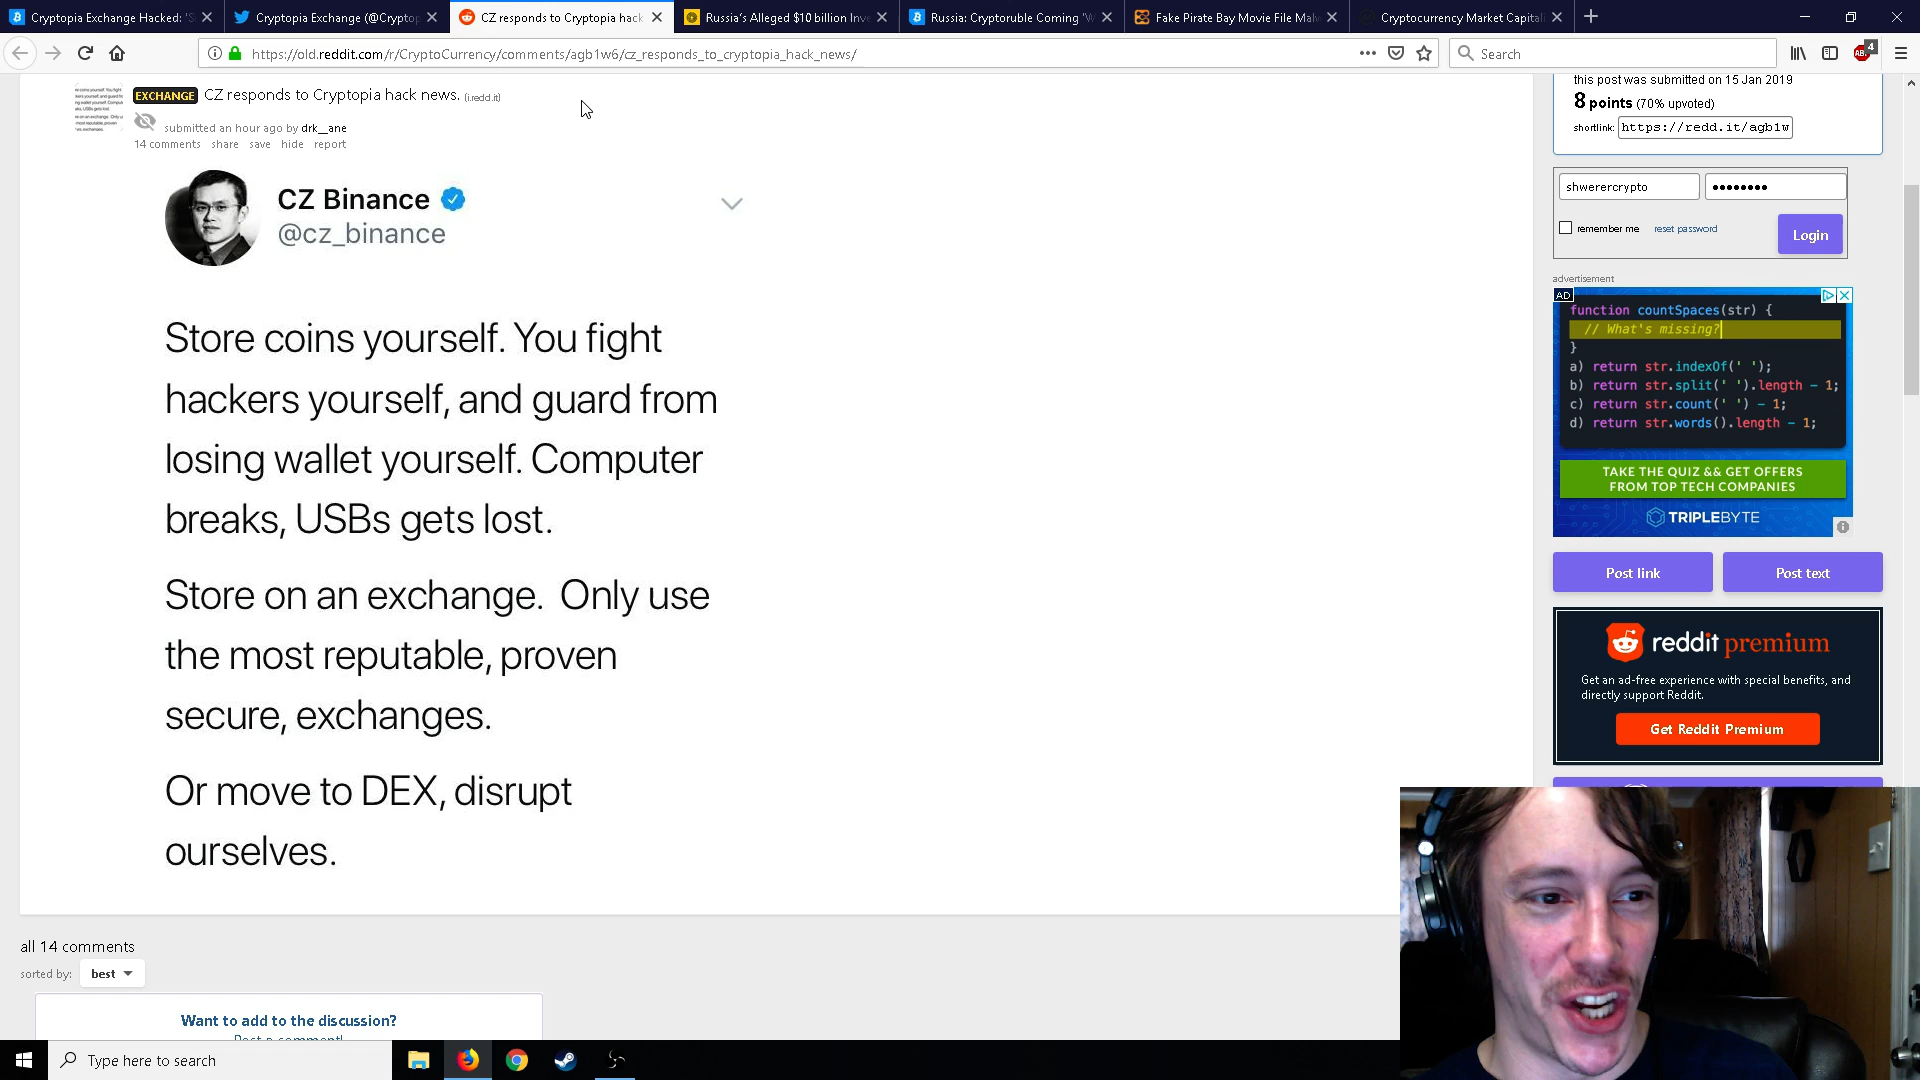 Cryptopia Exchange Hacked: 'S
Cryptopia Exchange (@Cryptop
CZ responds to Cryptopia hack
Russia's Alleged $10 billion Inve
Russia: Cryptoruble Coming 'W
Fake Pirate Bay Movie File Mal
Cryptocurrency Market Capitali
https://old.reddit.com/r/CryptoCurrency/comments/agb1w6/cz_responds_to_cryptopia_hack_news/
Search
4
EXCHANGE CZ responds to Cryptopia hack news. (i.redd.it)
submitted an hour ago by drk__ane
14 comments share save hide report
CZ Binance
@cz_binance
Store coins yourself. You fight
hackers yourself, and guard from
losing wallet yourself. Computer
breaks, USBs gets lost.
Store on an exchange. Only use
the most reputable, proven
secure, exchanges.
Or move to DEX, disrupt
ourselves.
all 14 comments
sorted by: best
Want to add to the discussion?
Post a comment!
this post was submitted on 15 Jan 2019
8 points (70% upvoted)
shortlink: https://redd.it/agb1w
shwerercrypto ••••••••
remember me reset password Login
advertisement
AD
function countSpaces(str) {
// What's missing?
}
a) return str.indexOf(' ');
b) return str.split(' ').length - 1;
c) return str.count(' ') - 1;
d) return str.words().length - 1;
TAKE THE QUIZ && GET OFFERS
FROM TOP TECH COMPANIES
TRIPLEBYTE
Post link Post text
reddit premium
Get an ad-free experience with special benefits, and
directly support Reddit.
Get Reddit Premium
Type here to search